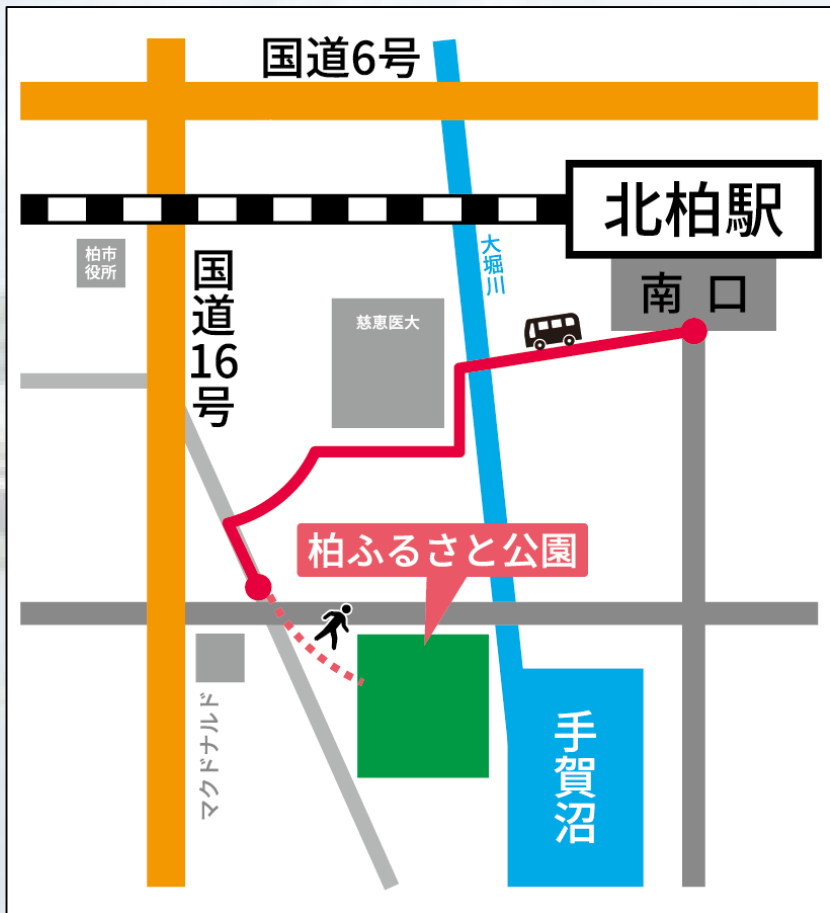 国道6号
北柏駅
南口
柏市
役所
国道16号
大堀川
慈恵医大
柏ふるさと公園
マクドナルド
手賀沼